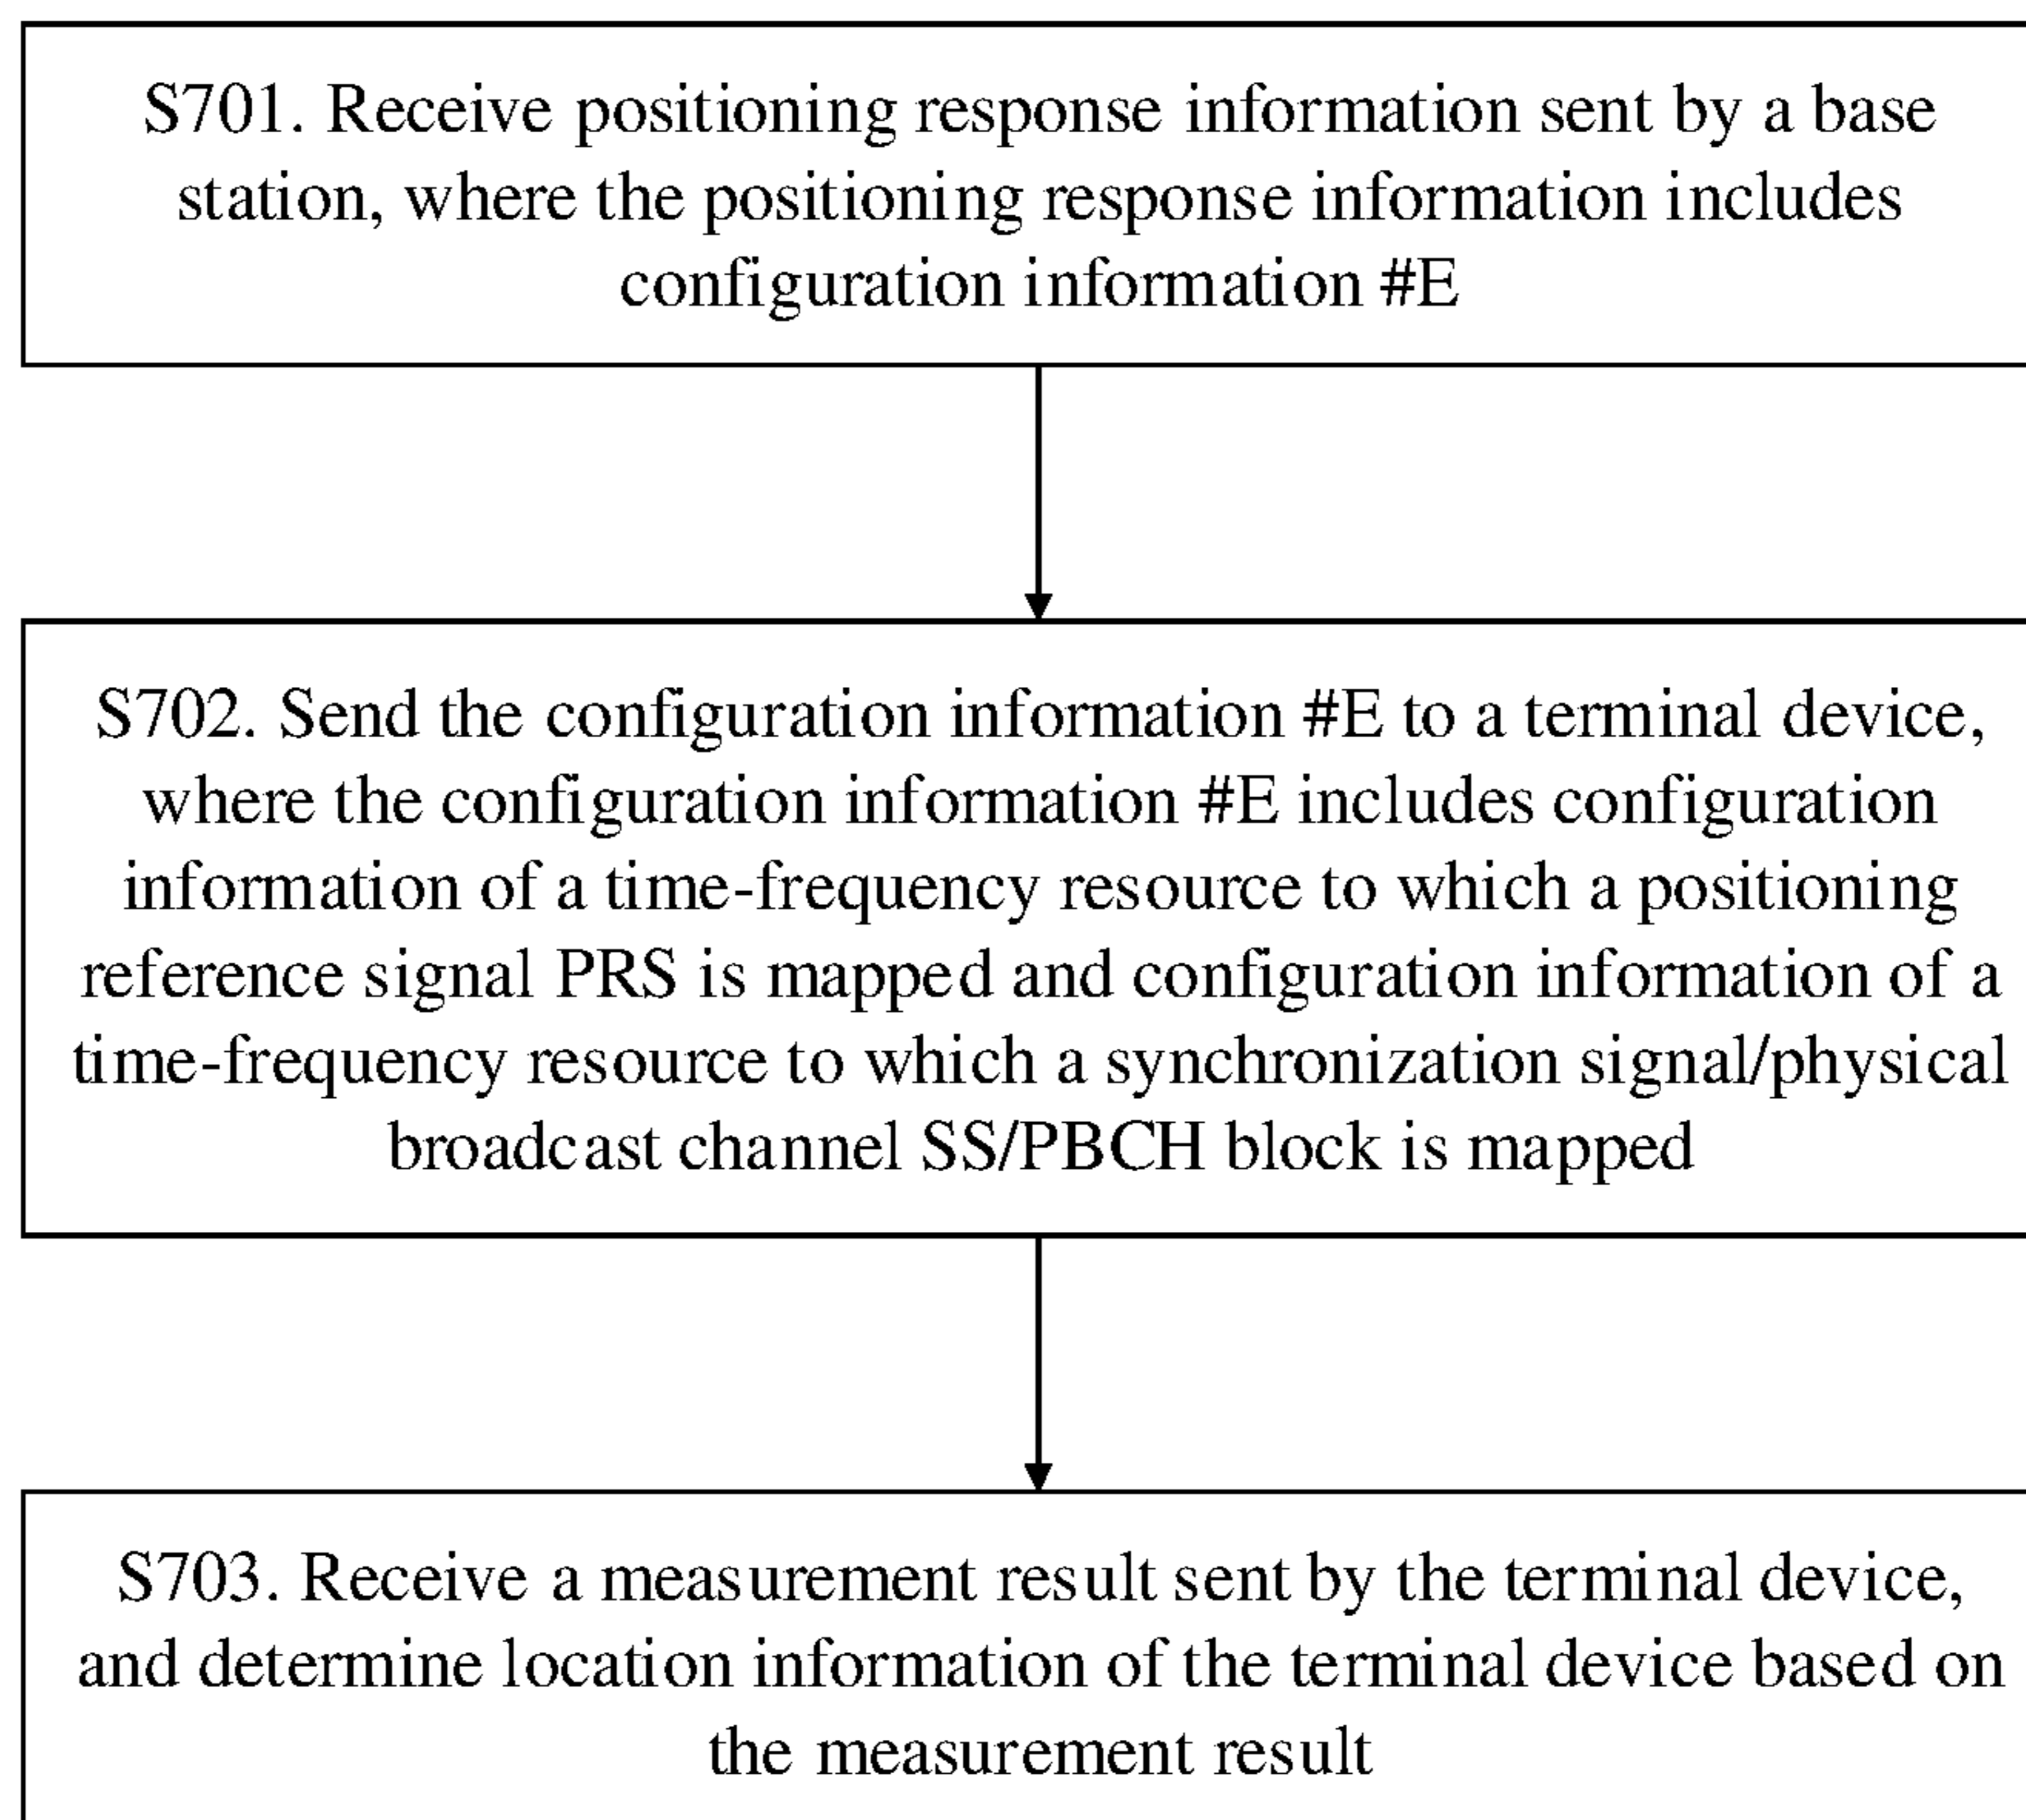 S701. Receive positioning response information sent by a base
station, where the positioning response information includes
configuration information #E
S702. Send the configuration information #E to a terminal device,
where the configuration information #E includes configuration
information of a time-frequency resource to which a positioning
reference signal PRS is mapped and configuration information of a
time-frequency resource to which a synchronization signal/physical
broadcast channel SS/PBCH block is mapped
S703. Receive a measurement result sent by the terminal device,
and determine location information of the terminal device based on
the measurement result